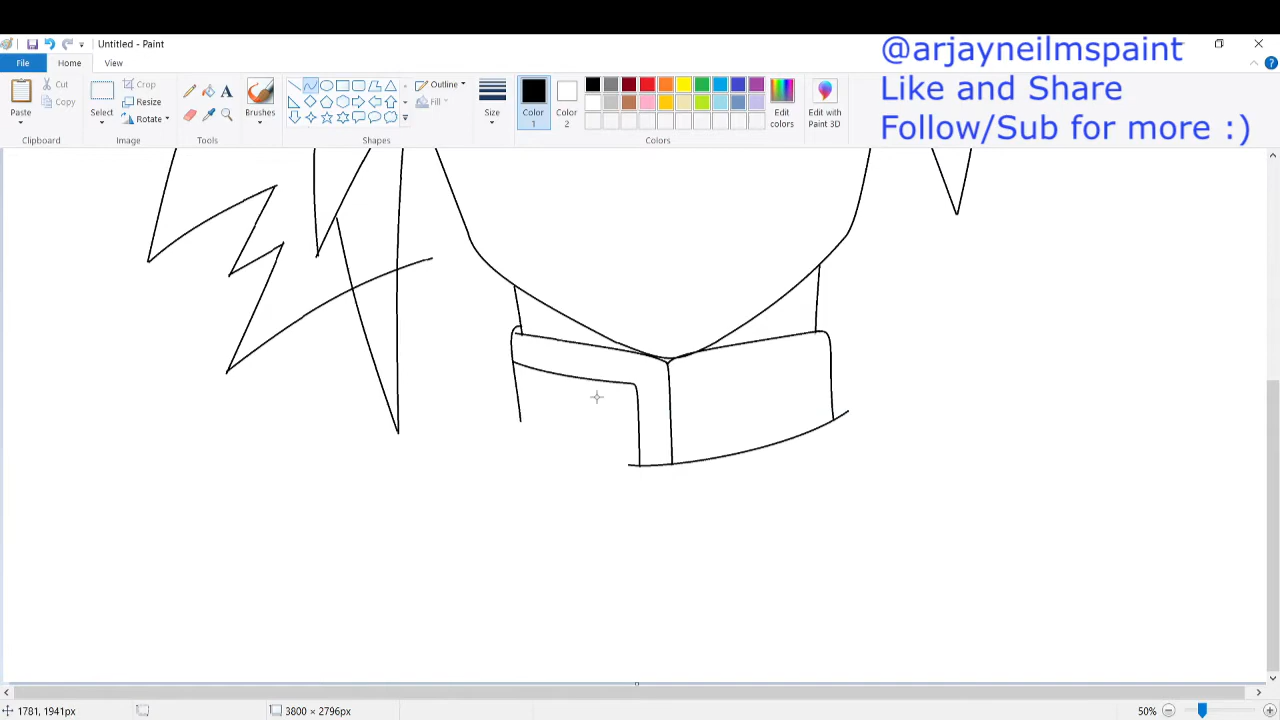 Untitled - Paint
@arjayneilmspaint
File
Home
View
Like and Share
Cut
Crop
Outline
Copy
Resize
Fill
Paste
Select
Rotate
Brushes
Size
Color 1
Color 2
Edit colors
Edit with Paint 3D
Follow/Sub for more :)
Clipboard
Image
Tools
Shapes
Colors
1781, 1941px
3800 × 2796px
50%